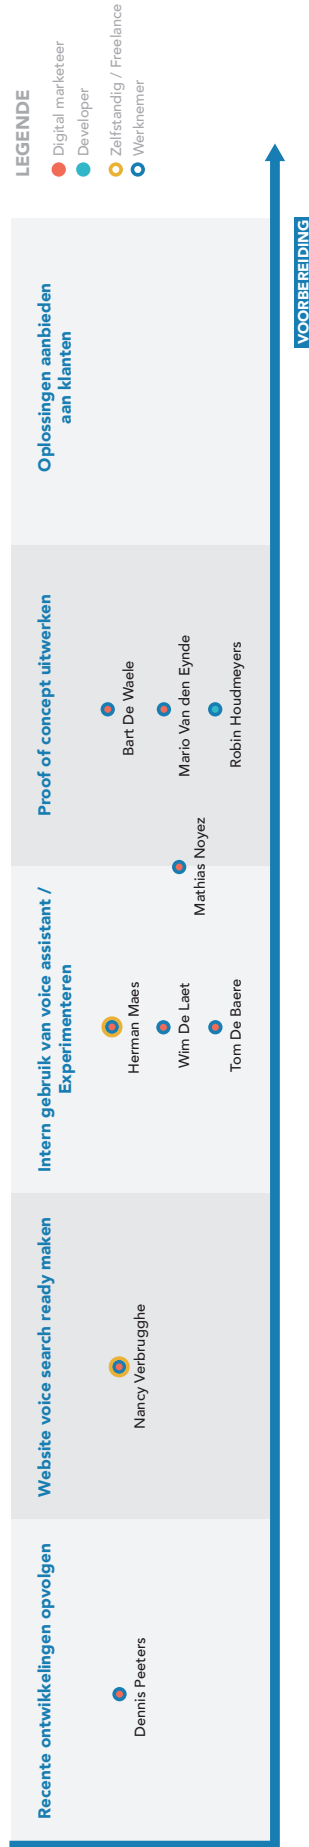 Recente ontwikkelingen opvolgen
Website voice search ready maken
Intern gebruik van voice assistant /
Experimenteren
Proof of concept uitwerken
Oplossingen aanbieden
aan klanten
LEGENDE
Digital marketeer
Developer
Zelfstandig / Freelance
Werknemer
Dennis Peeters
Nancy Verbrugghe
Herman Maes
Wim De Laet
Tom De Baere
Mathias Noyez
Bart De Waele
Mario Van den Eynde
Robin Houdmeyers
VOORBEREIDING